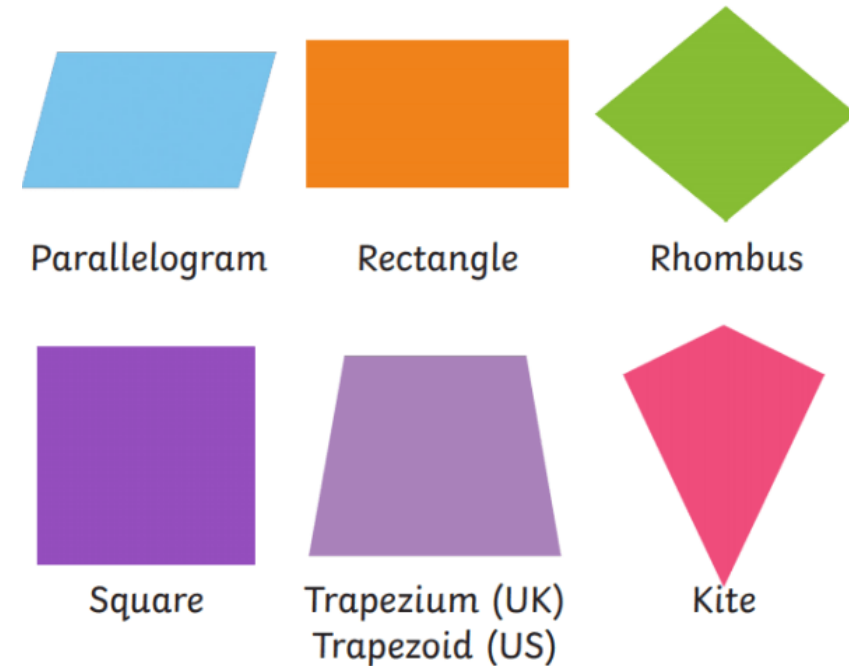 Parallelogram
Rectangle
Rhombus
Square
Trapezium (UK)
Trapezoid (US)
Kite